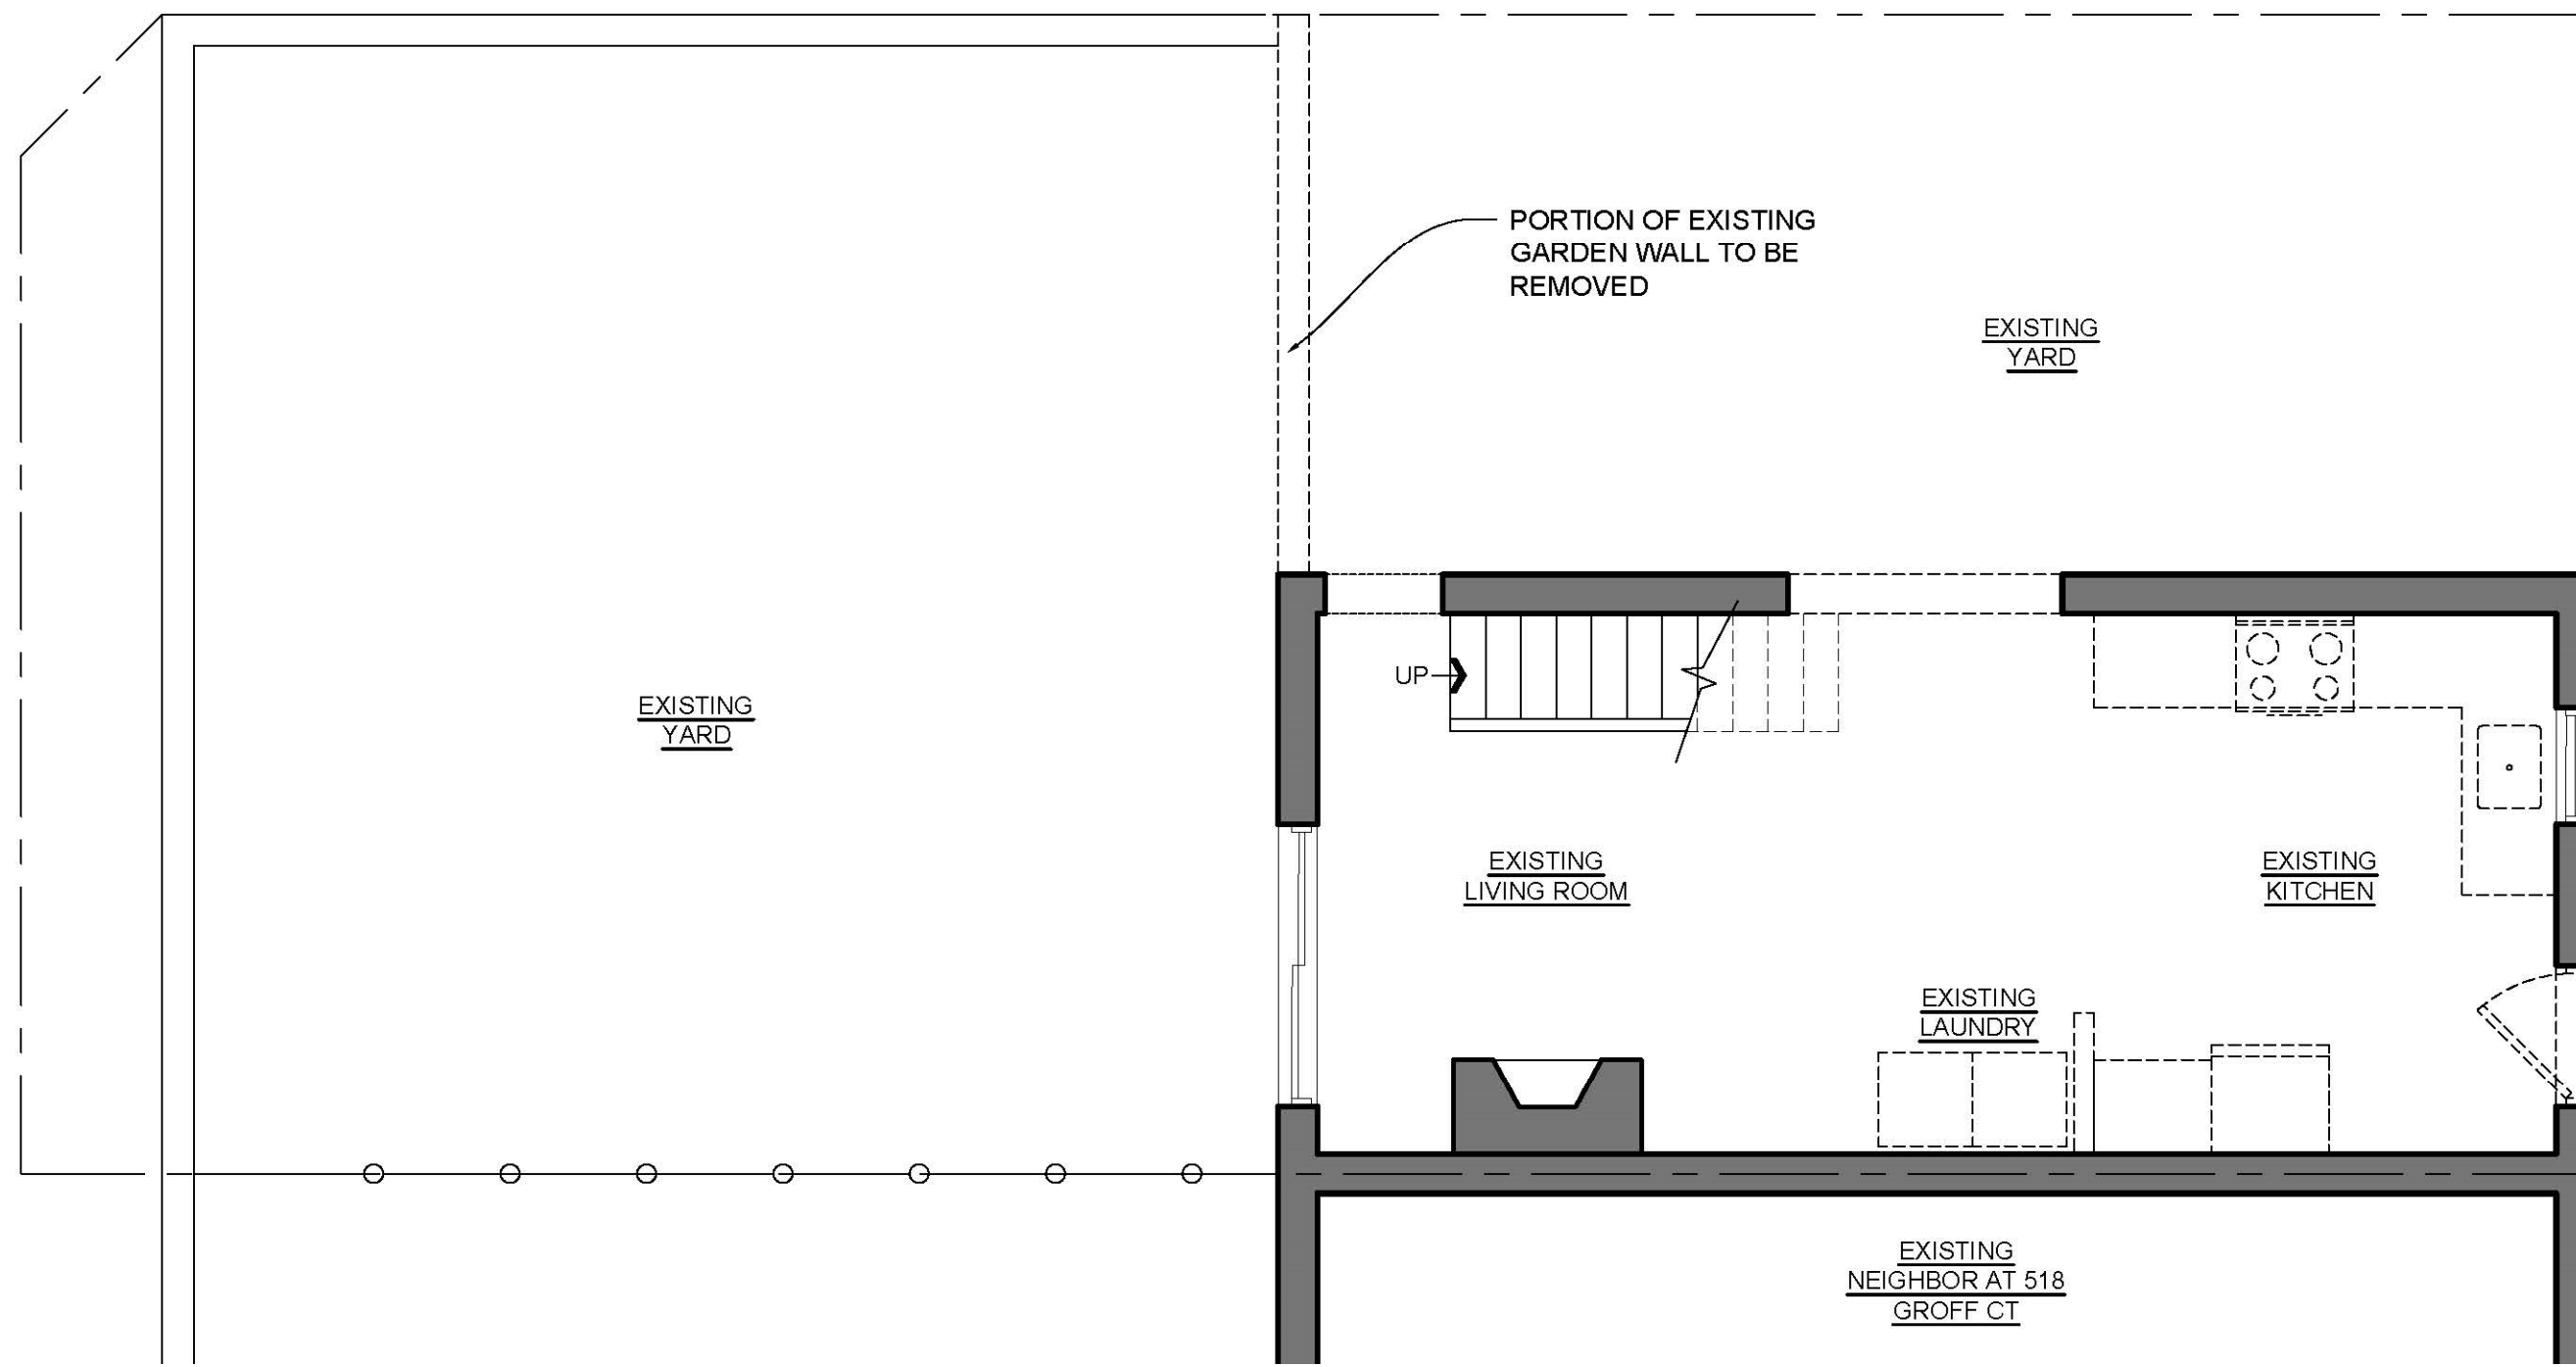 PORTION OF EXISTING
GARDEN WALL TO BE
REMOVED
EXISTING
YARD
EXISTING
YARD
UP
EXISTING
LIVING ROOM
EXISTING
KITCHEN
EXISTING
LAUNDRY
EXISTING
NEIGHBOR AT 518
GROFF CT